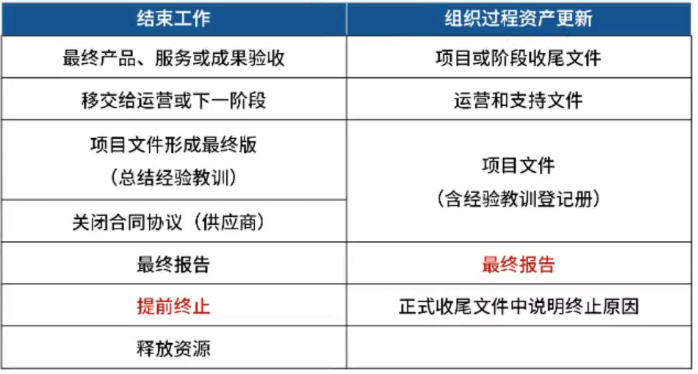 结束工作
组织过程资产更新
最终产品、服务或成果验收
项目或阶段收尾文件
移交给运营或下一阶段
运营和支持文件
项目文件形成最终版
（总结经验教训）
项目文件
（含经验教训登记册）
关闭合同协议（供应商）
最终报告
最终报告
提前终止
正式收尾文件中说明终止原因
释放资源